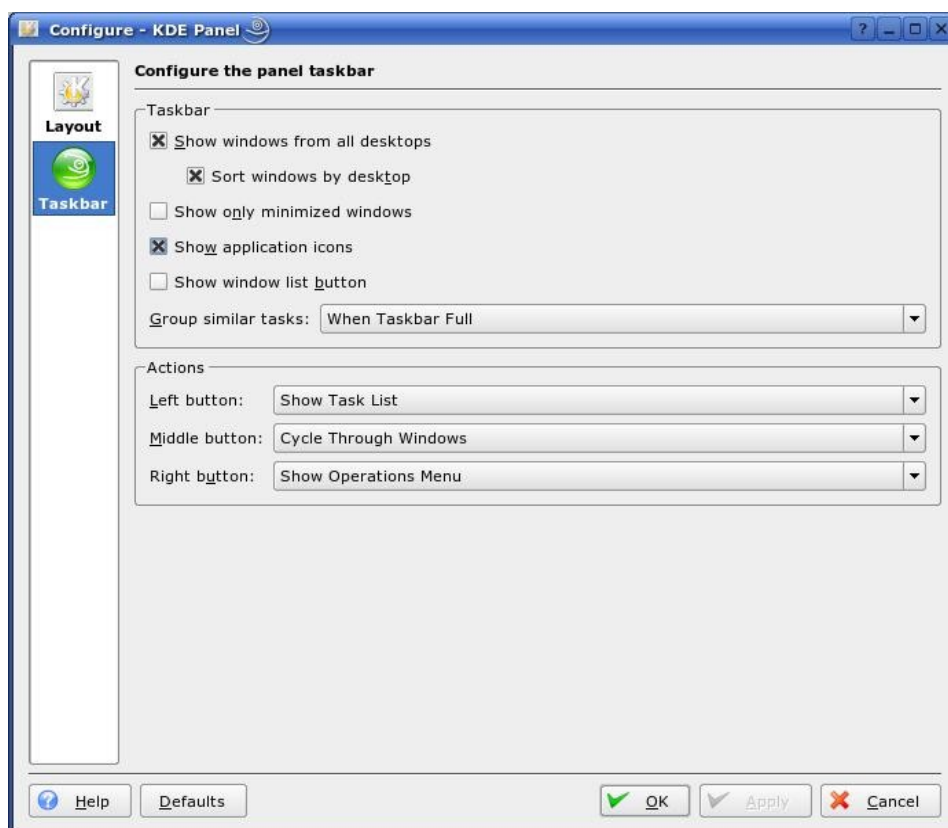 Configure - KDE Panel
?
Configure the panel taskbar
Layout
Taskbar
Taskbar
Show windows from all desktops
Sort windows by desktop
Show only minimized windows
Show application icons
Show window list button
Group similar tasks: When Taskbar Full
Actions
Left button: Show Task List
Middle button: Cycle Through Windows
Right button: Show Operations Menu
? Help Defaults OK Apply Cancel